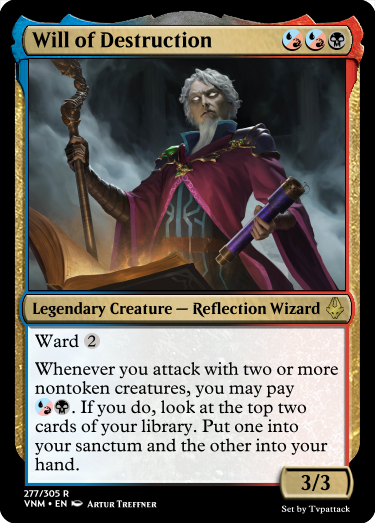 Will of Destruction
Legendary Creature — Reflection Wizard
Ward 2
Whenever you attack with two or more
nontoken creatures, you may pay
. If you do, look at the top two
cards of your library. Put one into
your sanctum and the other into your
hand.
3/3
277/305 R
VNM • EN Artur Treffner
Set by Tvpattack